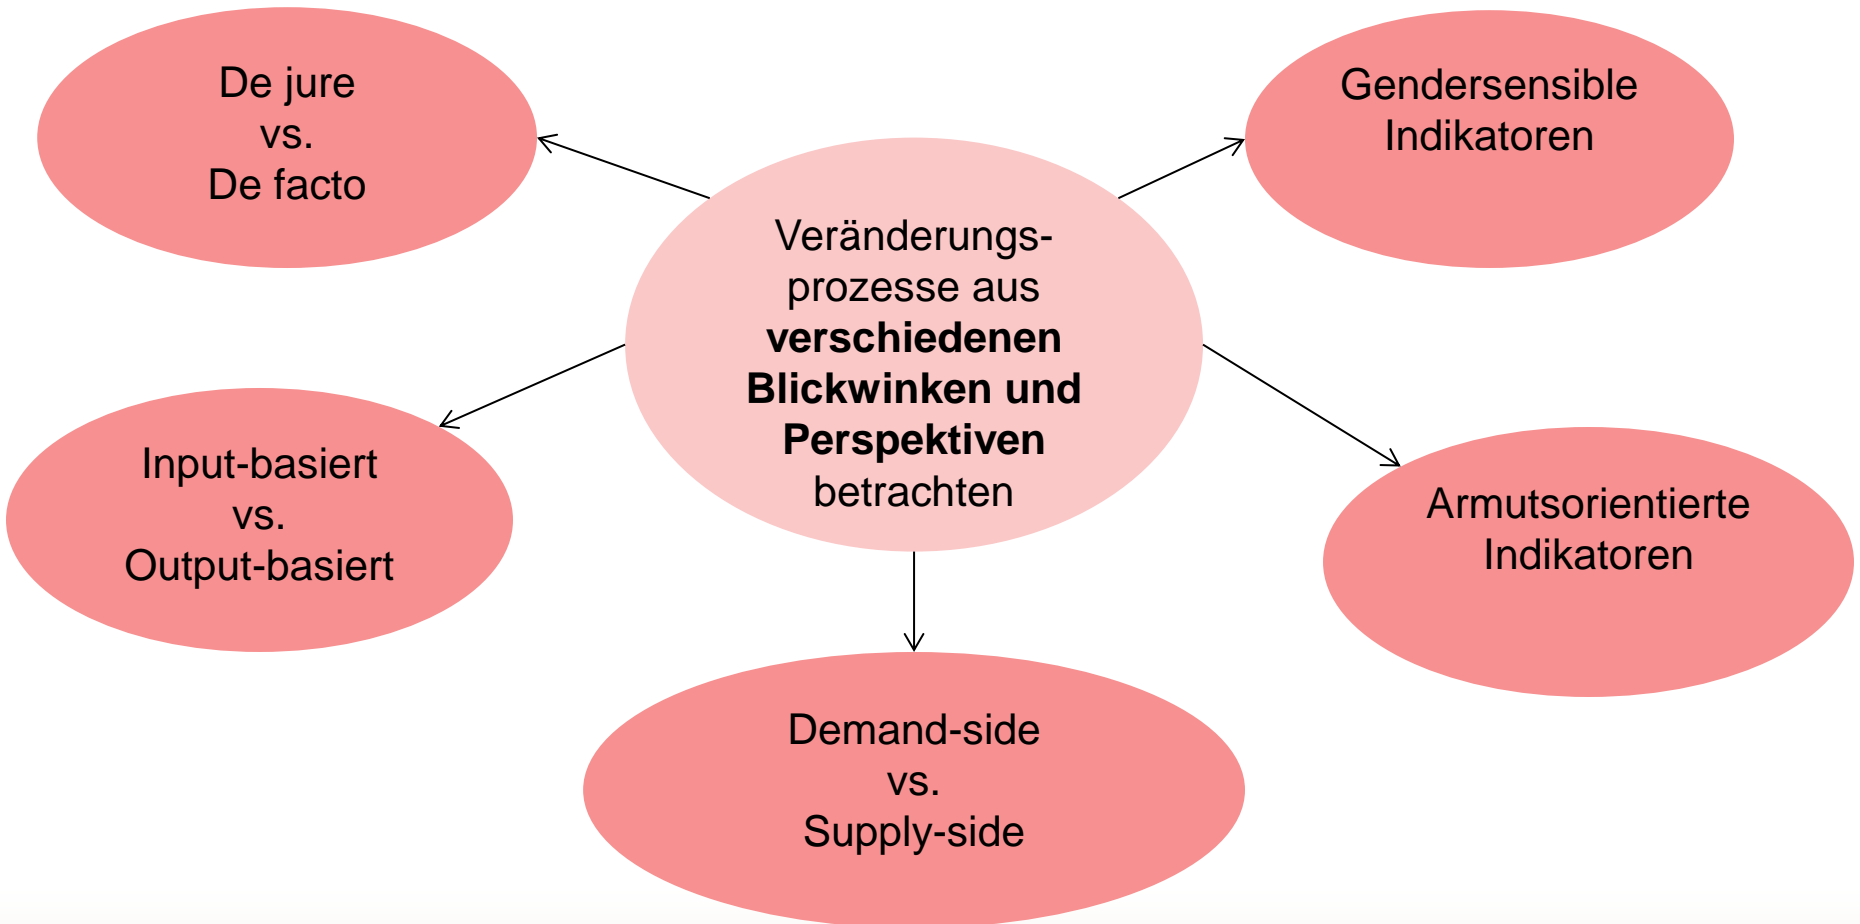 De jure
vs.
De facto
Gendersensible
Indikatoren
Veränderungs-
prozesse aus
verschiedenen
Blickwinken und
Perspektiven
betrachten
Input-basiert
vs.
Output-basiert
Armutsorientierte
Indikatoren
Demand-side
vs.
Supply-side